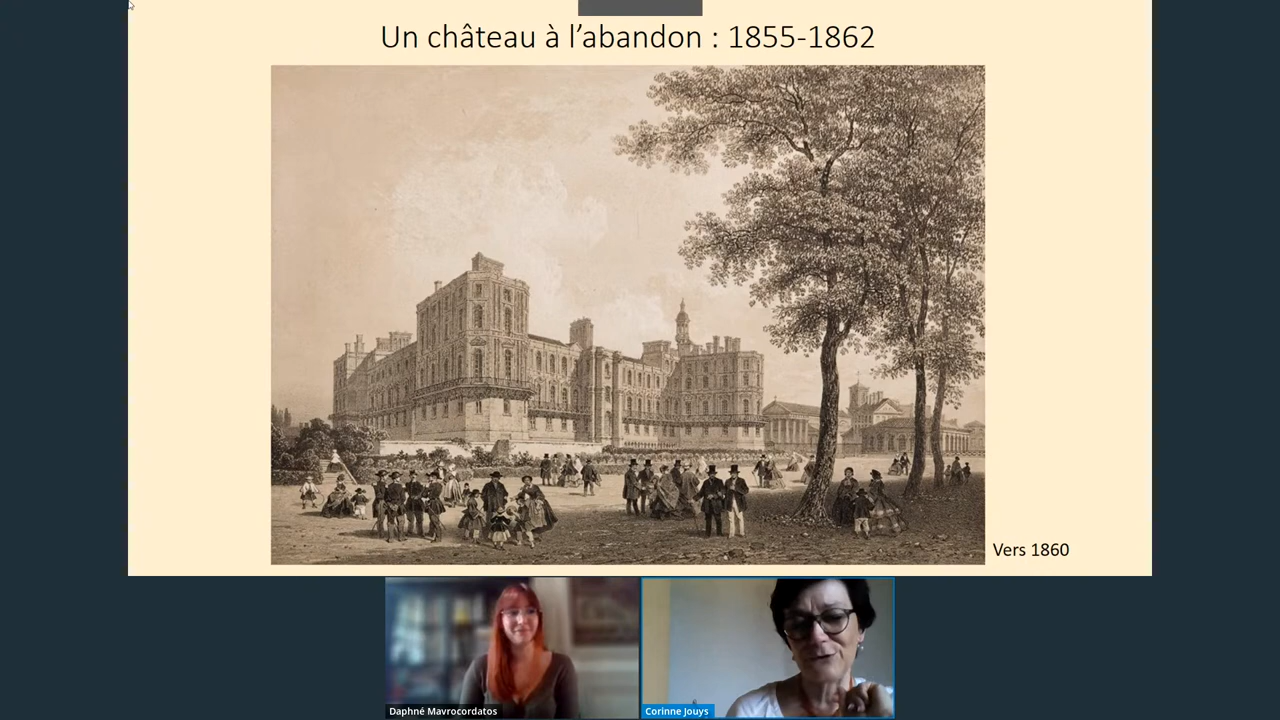 Un château à l’abandon : 1855-1862
Vers 1860
Daphné Mavrocordatos
Corinne Jouys